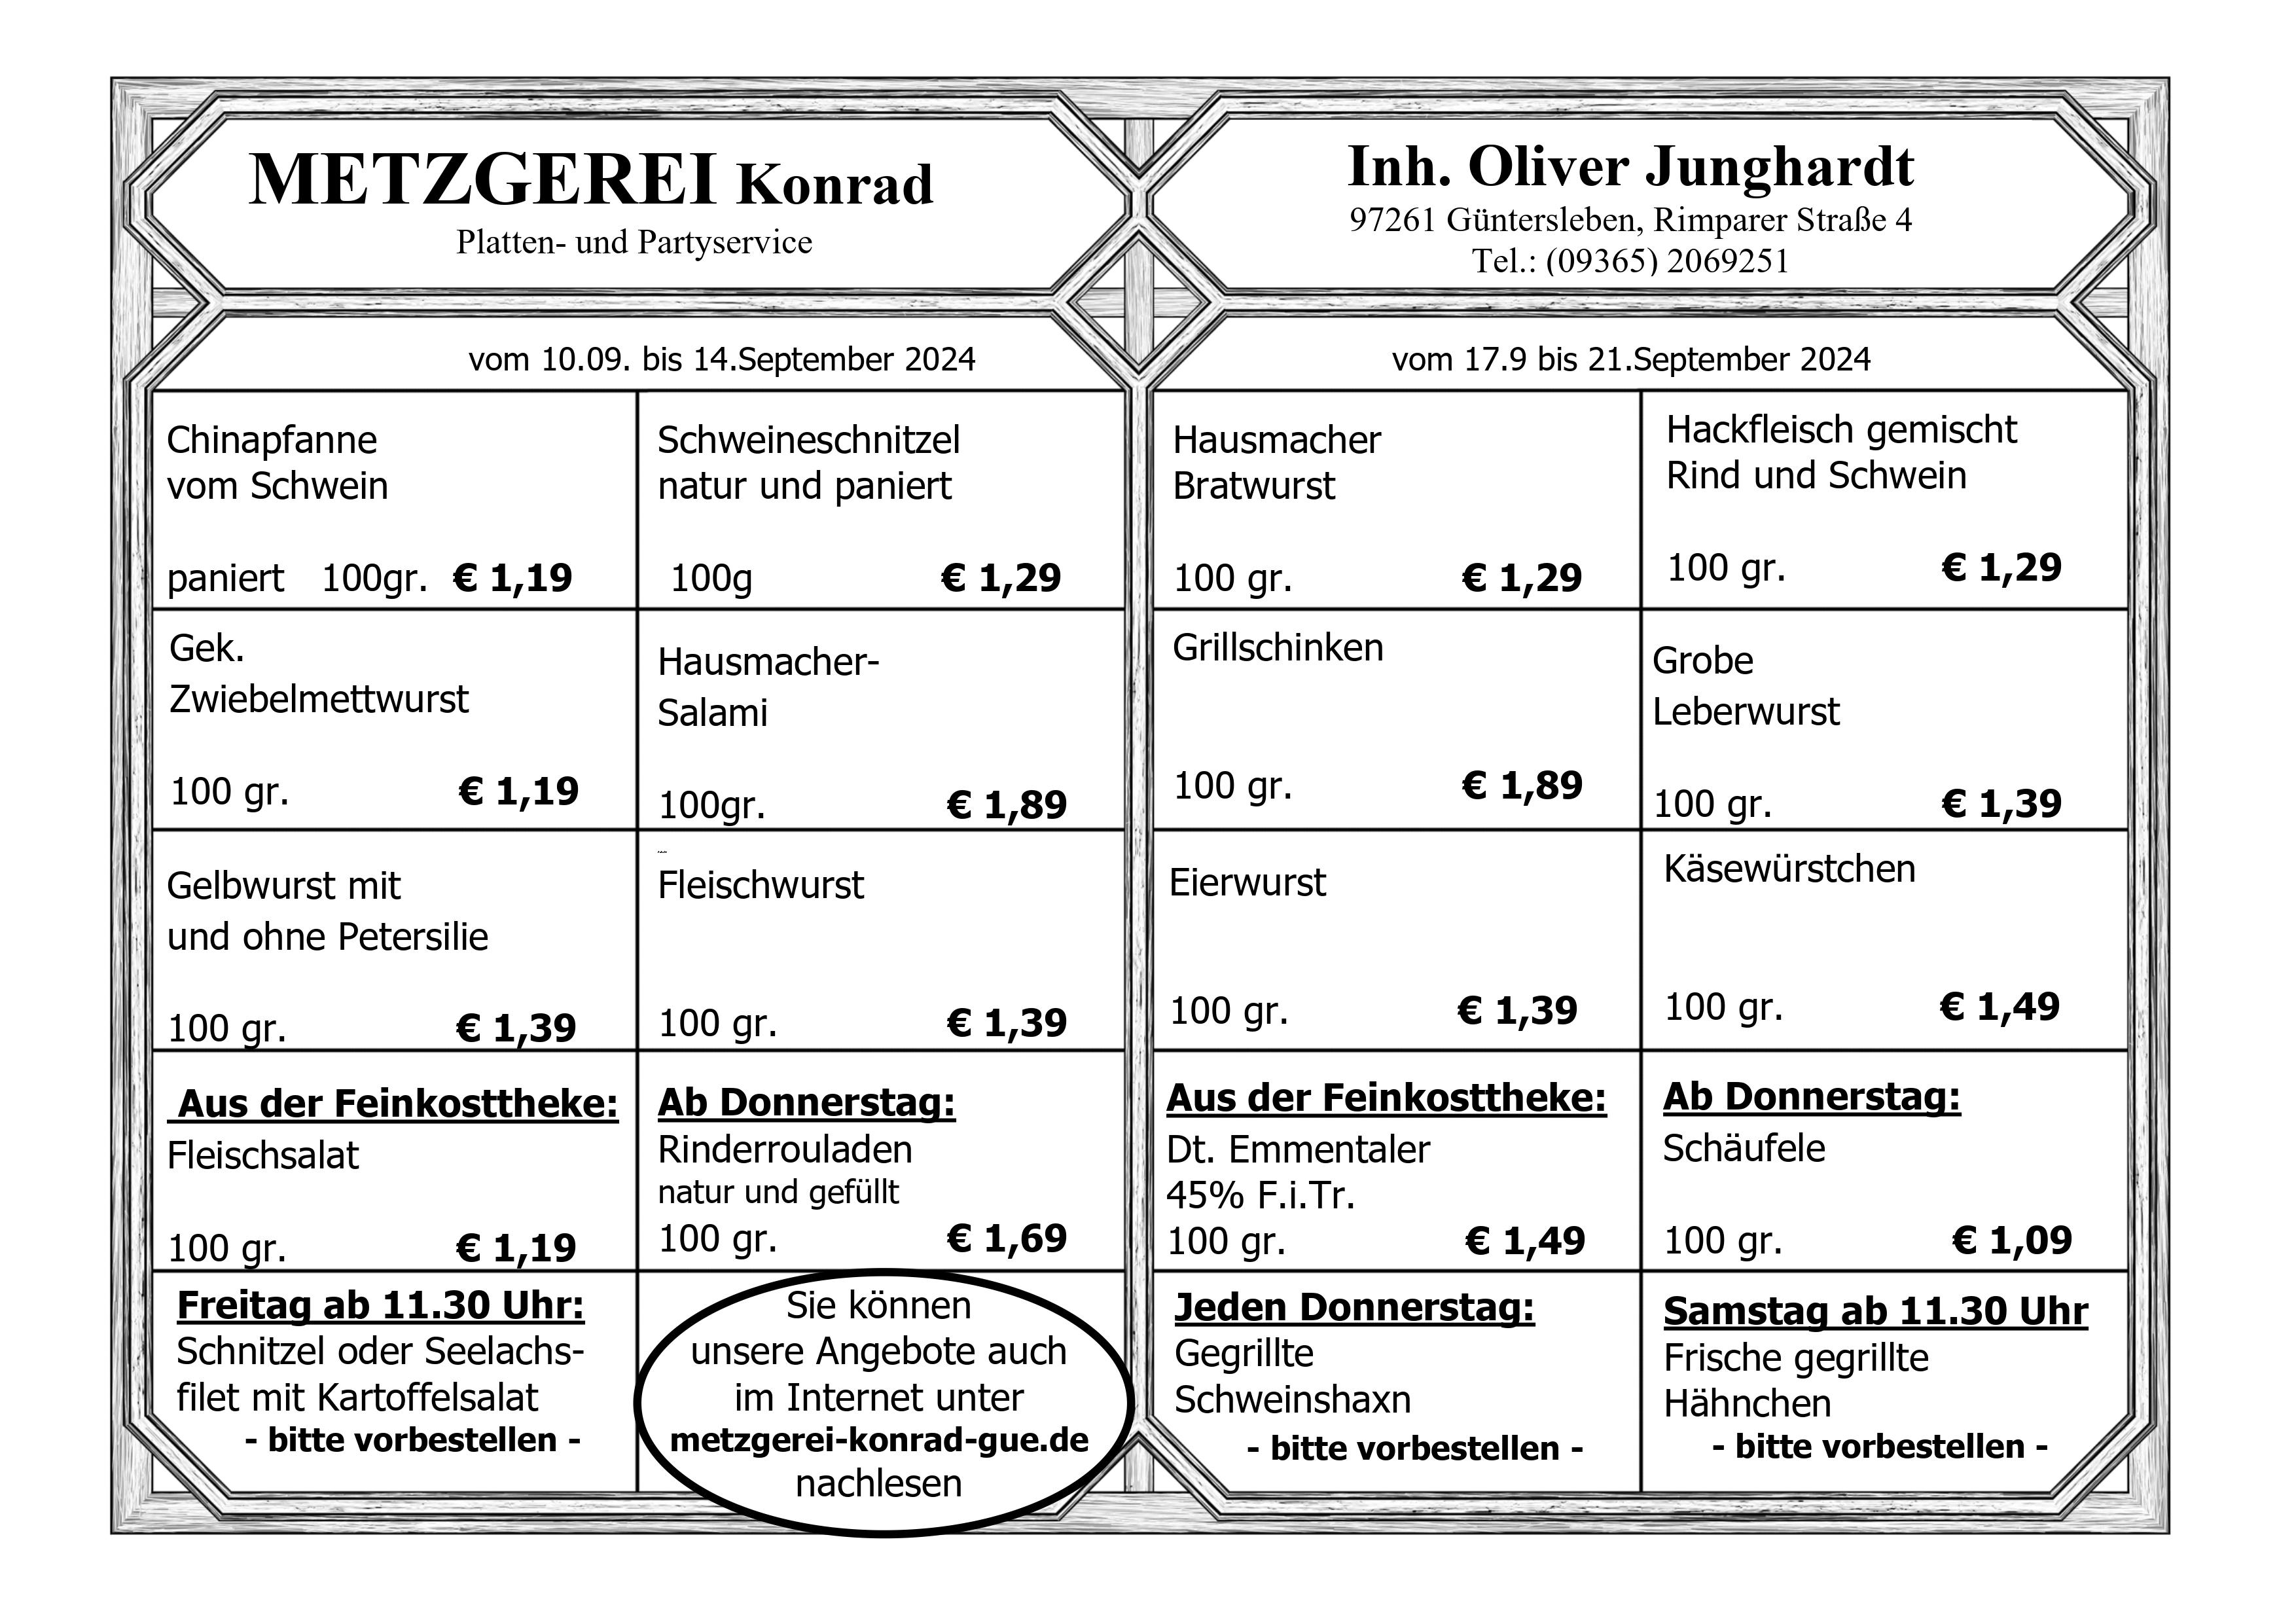 METZGEREI Konrad
Platten- und Partyservice
Inh. Oliver Junghardt
97261 Güntersleben, Rimparer Straße 4
Tel.: (09365) 2069251
vom 10.09. bis 14.September 2024
Chinapfanne
vom Schwein
paniert 100gr. € 1,19
Schweineschnitzel
natur und paniert
100g € 1,29
Gek.
Zwiebelmettwurst
100 gr. € 1,19
Hausmacher-
Salami
100gr. € 1,89
Gelbwurst mit
und ohne Petersilie
100 gr. € 1,39
Fleischwurst
100 gr. € 1,39
Aus der Feinkosttheke:
Fleischsalat
100 gr. € 1,19
Ab Donnerstag:
Rinderrouladen
natur und gefüllt
100 gr. € 1,69
Freitag ab 11.30 Uhr:
Schnitzel oder Seelachs-
filet mit Kartoffelsalat
- bitte vorbestellen -
Sie können
unsere Angebote auch
im Internet unter
metzgerei-konrad-gue.de
nachlesen
vom 17.9 bis 21.September 2024
Hausmacher
Bratwurst
100 gr. € 1,29
Hackfleisch gemischt
Rind und Schwein
100 gr. € 1,29
Grillschinken
100 gr. € 1,89
Grobe
Leberwurst
100 gr. € 1,39
Eierwurst
100 gr. € 1,39
Käsewürstchen
100 gr. € 1,49
Aus der Feinkosttheke:
Dt. Emmentaler
45% F.i.Tr.
100 gr. € 1,49
Ab Donnerstag:
Schäufele
100 gr. € 1,09
Jeden Donnerstag:
Gegrillte
Schweinshaxn
- bitte vorbestellen -
Samstag ab 11.30 Uhr
Frische gegrillte
Hähnchen
- bitte vorbestellen -